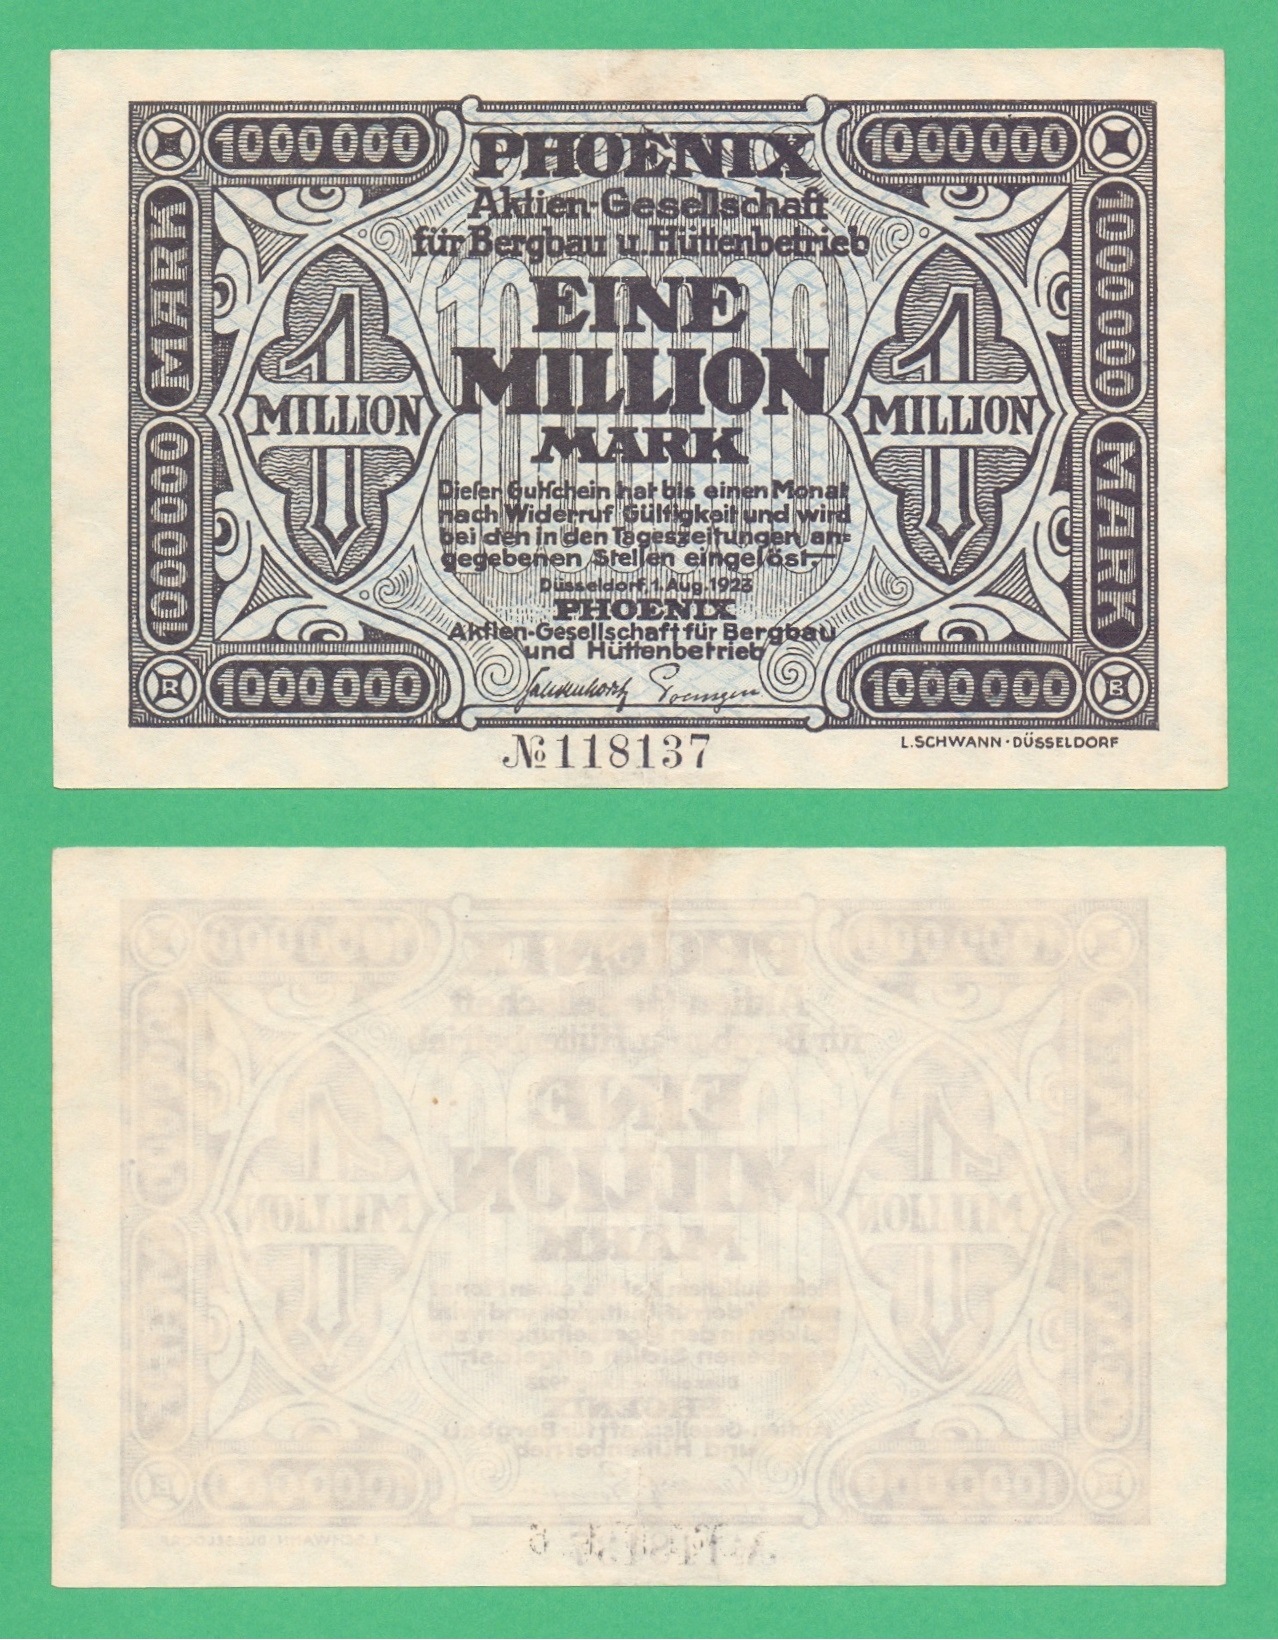 1000000
PHOENIX
1000000
Aktien-Gesellschaft
für Bergbau u. Hüttenbetrieb
MARK
1000000
1000000
EINE
MILLION
MARK
1
MILLION
1
MILLION
1000000
MARK
Dieser Gutschein hat bis einen Monat
nach Widerruf Gültigkeit und wird
bei den in den Tageszeitungen an=
gegebenen Stellen eingelöst.—
Düsseldorf, 1. Aug. 1923
PHOENIX
Aktien-Gesellschaft für Bergbau
und Hüttenbetrieb
1000000
1000000
№ 118137
L. SCHWANN · DÜSSELDORF